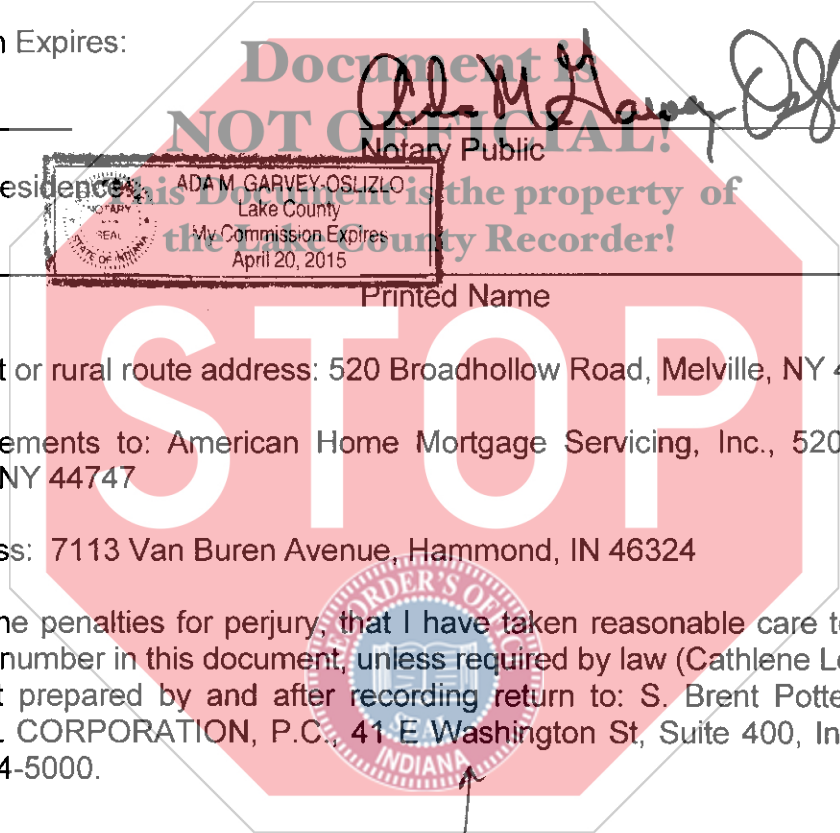 Expires:
Document is
NOT OFFICIAL!
Notary Public
This Document is the property of
the Lake County Recorder!
esidence
ADA M. GARVEY-OSLIZLO
Lake County
My Commission Expires
April 20, 2015
NOTARY
SEAL
STATE OF INDIANA
Printed Name
STOP
t or rural route address: 520 Broadhollow Road, Melville, NY 4
ements to: American Home Mortgage Servicing, Inc., 520
NY 44747
ss: 7113 Van Buren Avenue, Hammond, IN 46324
he penalties for perjury, that I have taken reasonable care t
number in this document, unless required by law (Cathlene L
t prepared by and after recording return to: S. Brent Potte
CORPORATION, P.C., 41 E Washington St, Suite 400, In
4-5000.
ORDER'S OFFIC
SEAL
INDIANA